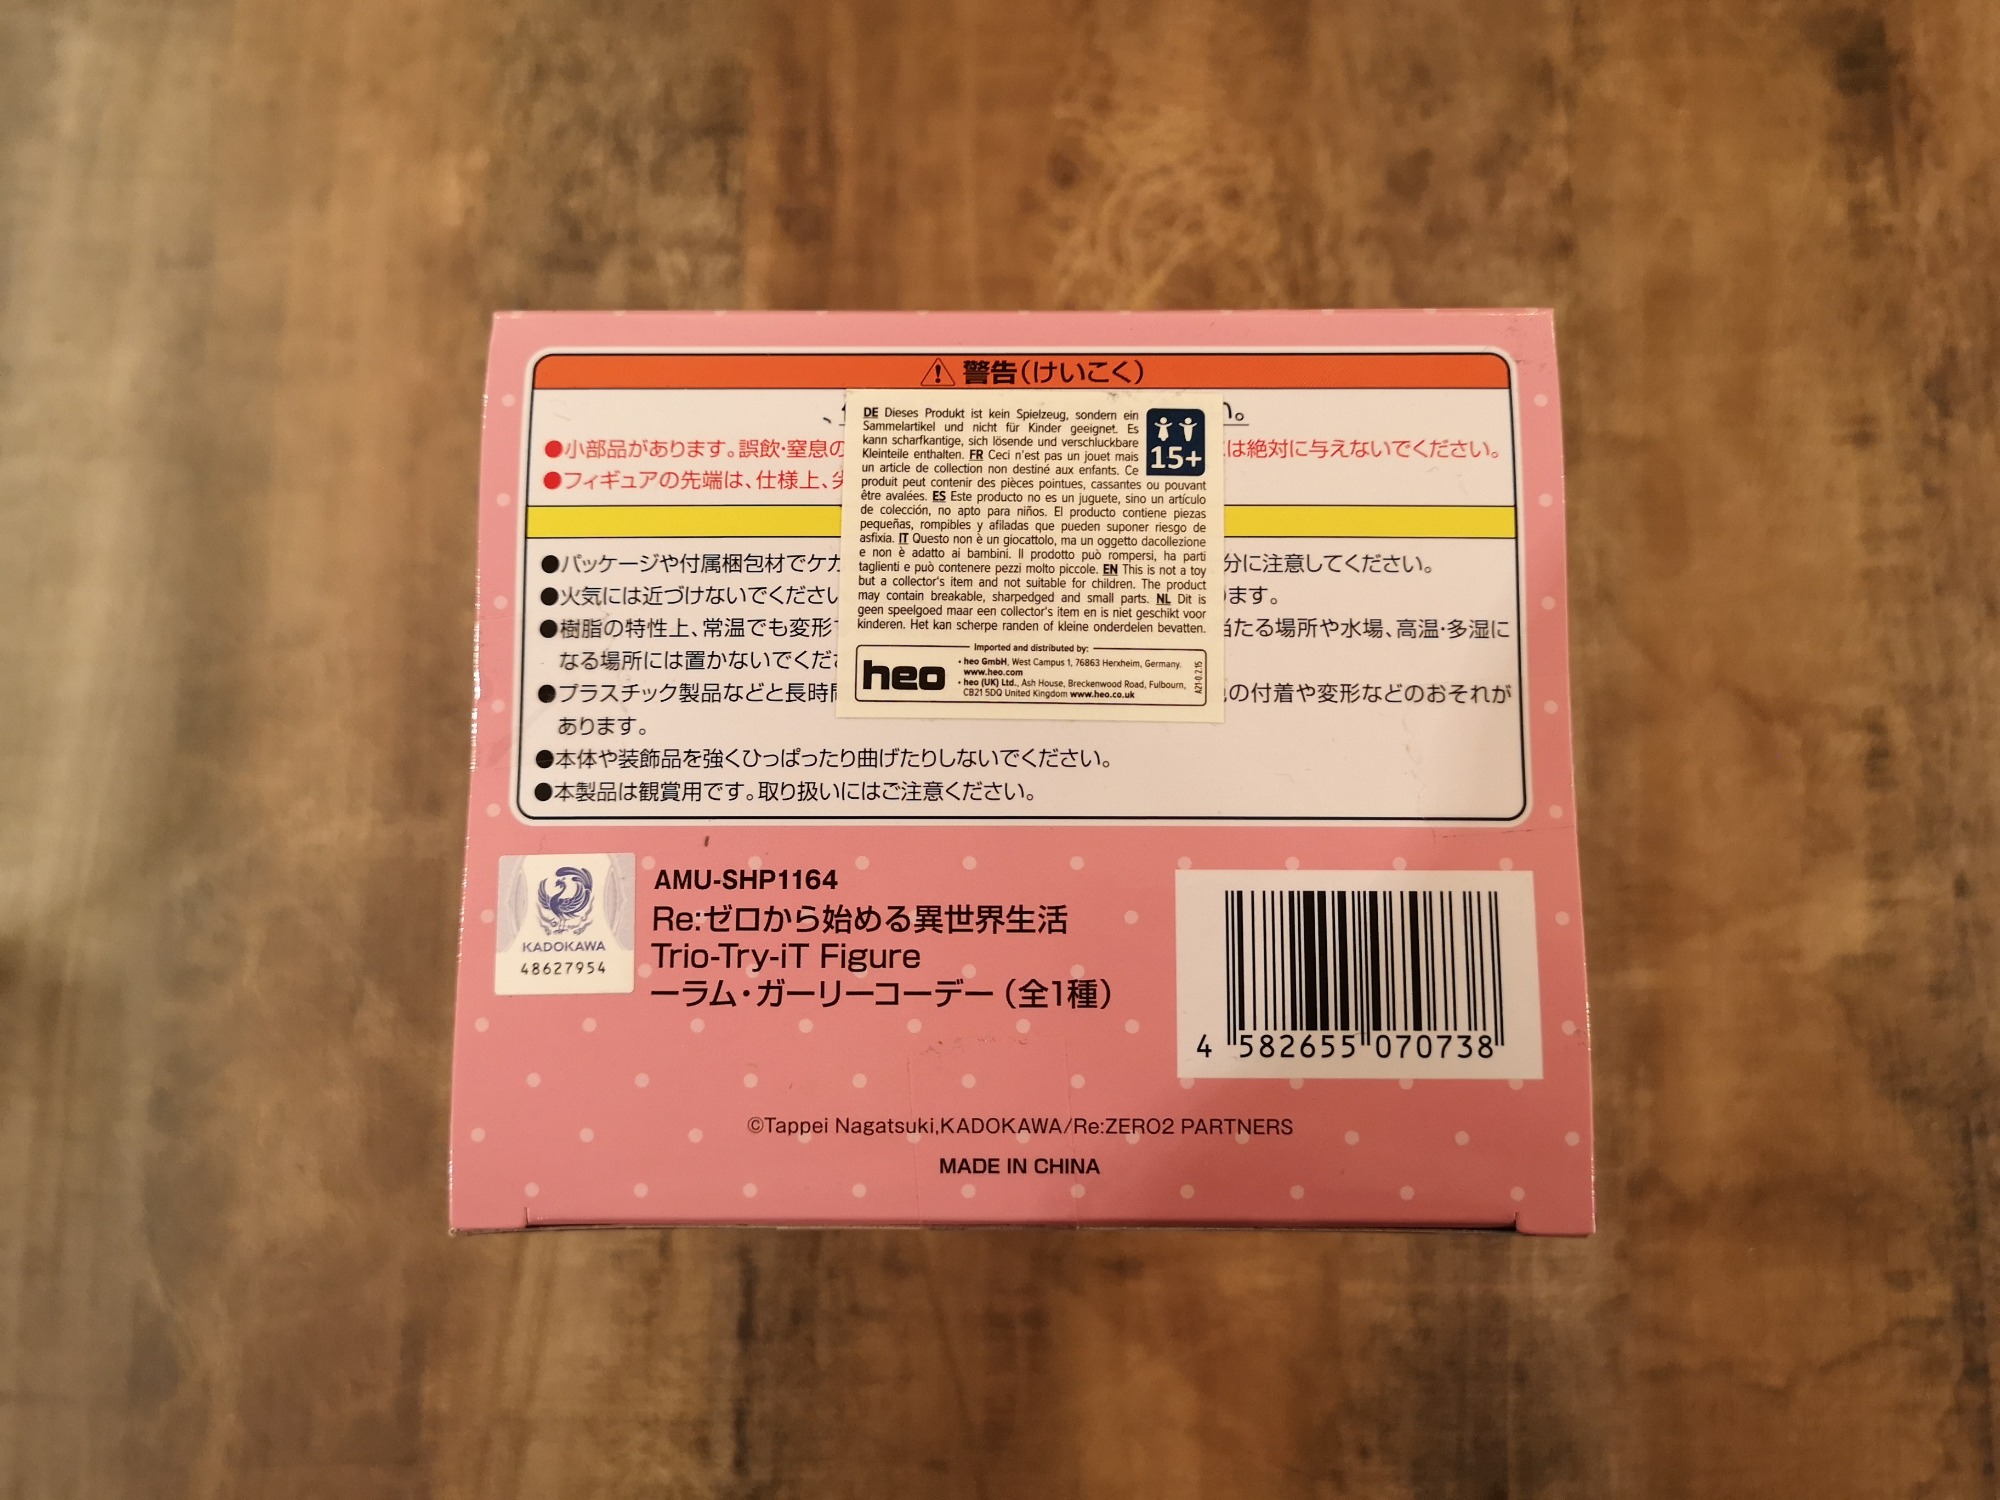 警告(けいこく)
●小部品があります。誤飲・窒息の
は絶対に与えないでください。
●フィギュアの先端は、仕様上、
●パッケージや付属梱包材でケガ
分に注意してください。
●火気には近づけないでください
ます。
●樹脂の特性上、常温でも変形
当たる場所や水場、高温・多湿に
なる場所には置かないでくだ
●プラスチック製品などと長時
の付着や変形などのおそれが
あります。
●本体や装飾品を強くひっぱったり曲げたりしないでください。
●本製品は観賞用です。取り扱いにはご注意ください。
DE Dieses Produkt ist kein Spielzeug, sondern ein
Sammelartikel und nicht für Kinder geeignet. Es
kann scharfkantige, sich lösende und verschluckbare
Kleinteile enthalten. FR Ceci n'est pas un jouet mais
un article de collection non destiné aux enfants. Ce
produit peut contenir des pièces pointues, cassantes ou pouvant
être avalées. ES Este producto no es un juguete, sino un artículo
de colección, no apto para niños. El producto contiene piezas
pequeñas, rompibles y afiladas que pueden suponer riesgo de
asfixia. IT Questo non è un giocattolo, ma un oggetto dacollezione
e non è adatto ai bambini. Il prodotto può rompersi, ha parti
taglienti e può contenere pezzi molto piccole. EN This is not a toy
but a collector's item and not suitable for children. The product
may contain breakable, sharpedged and small parts. NL Dit is
geen speelgoed maar een collector's item en is niet geschikt voor
kinderen. Het kan scherpe randen of kleine onderdelen bevatten.
15+
Imported and distributed by:
heo
• heo GmbH, West Campus 1, 76863 Herxheim, Germany.
www.heo.com
• heo (UK) Ltd., Ash House, Breckenwood Road, Fulbourn,
CB21 5DQ United Kingdom www.heo.co.uk
A21-0.2.15
KADOKAWA
48627954
AMU-SHP1164
Re:ゼロから始める異世界生活
Trio-Try-iT Figure
ーラム・ガーリーコーデー(全1種)
4 582655 070738
©Tappei Nagatsuki,KADOKAWA/Re:ZERO2 PARTNERS
MADE IN CHINA